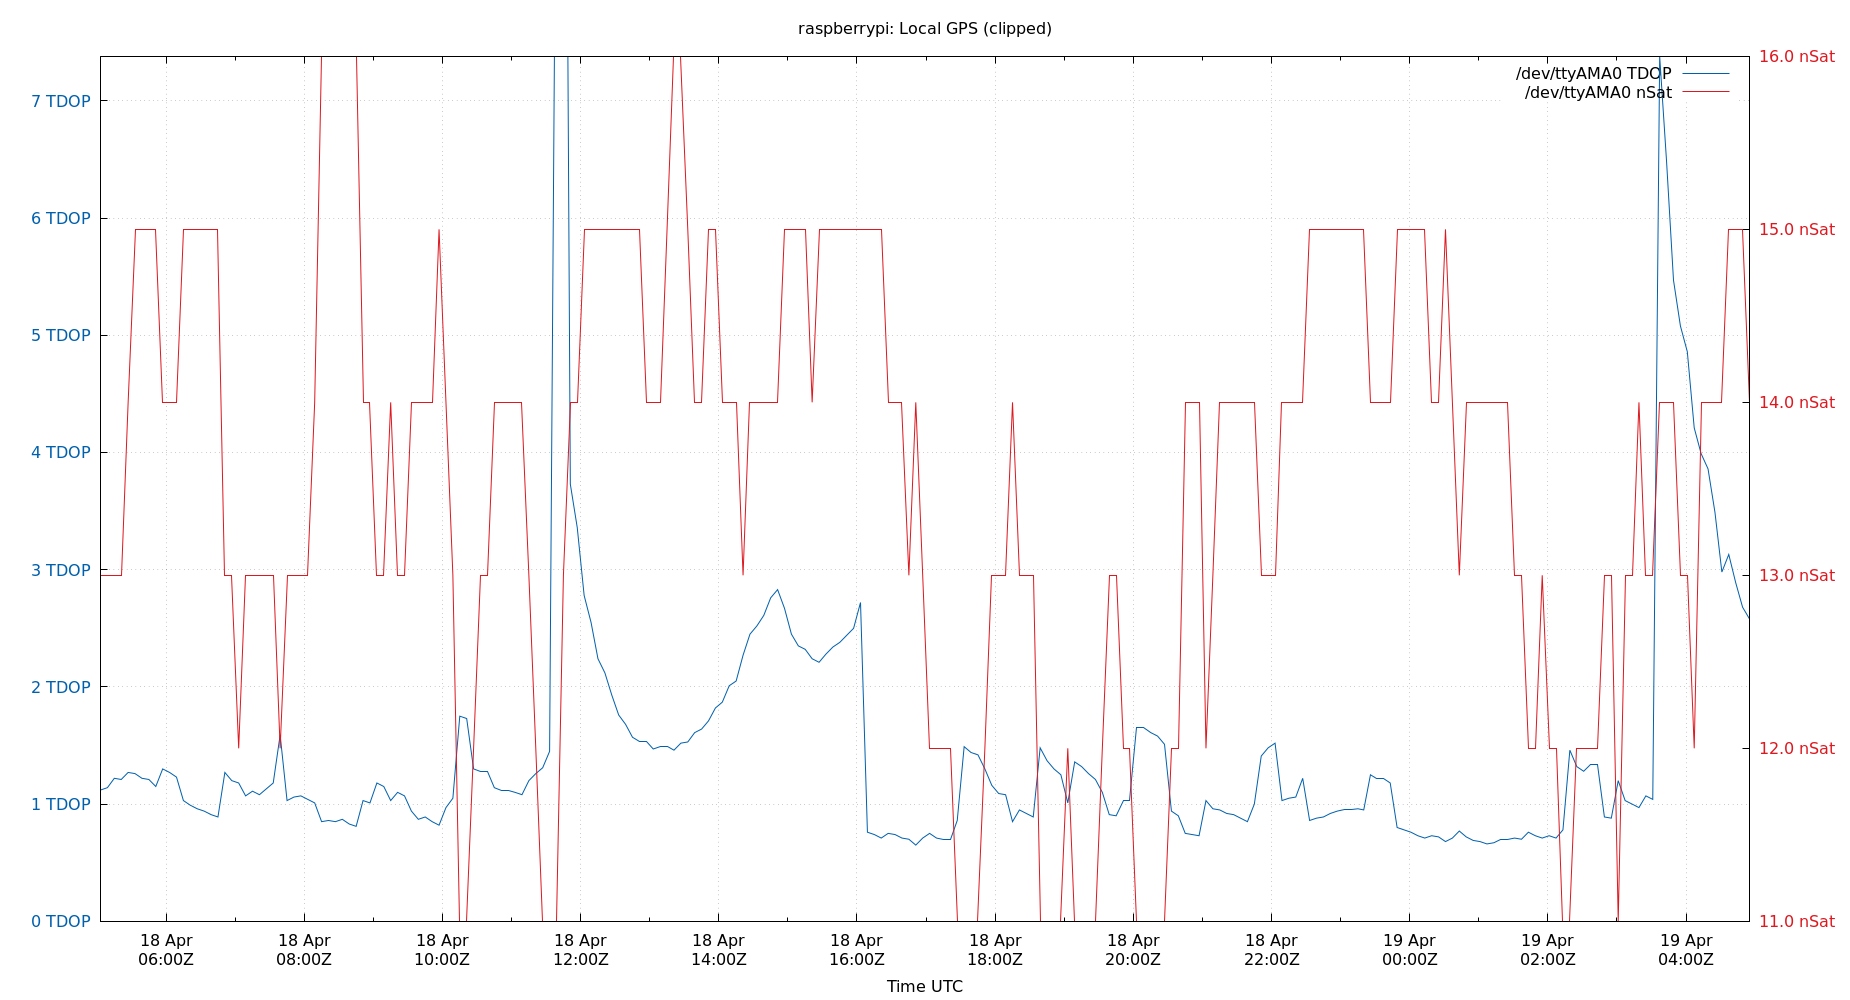 raspberrypi: Local GPS (clipped)
16.0 nSat
/dev/ttyAMA0 TDOP
/dev/ttyAMA0 nSat
7 TDOP
6 TDOP
15.0 nSat
5 TDOP
14.0 nSat
4 TDOP
3 TDOP
13.0 nSat
2 TDOP
12.0 nSat
1 TDOP
0 TDOP
11.0 nSat
18 Apr 18 Apr 18 Apr 18 Apr 18 Apr 18 Apr 18 Apr 18 Apr 18 Apr 19 Apr 19 Apr 19 Apr
06:00Z 08:00Z 10:00Z 12:00Z 14:00Z 16:00Z 18:00Z 20:00Z 22:00Z 00:00Z 02:00Z 04:00Z
Time UTC